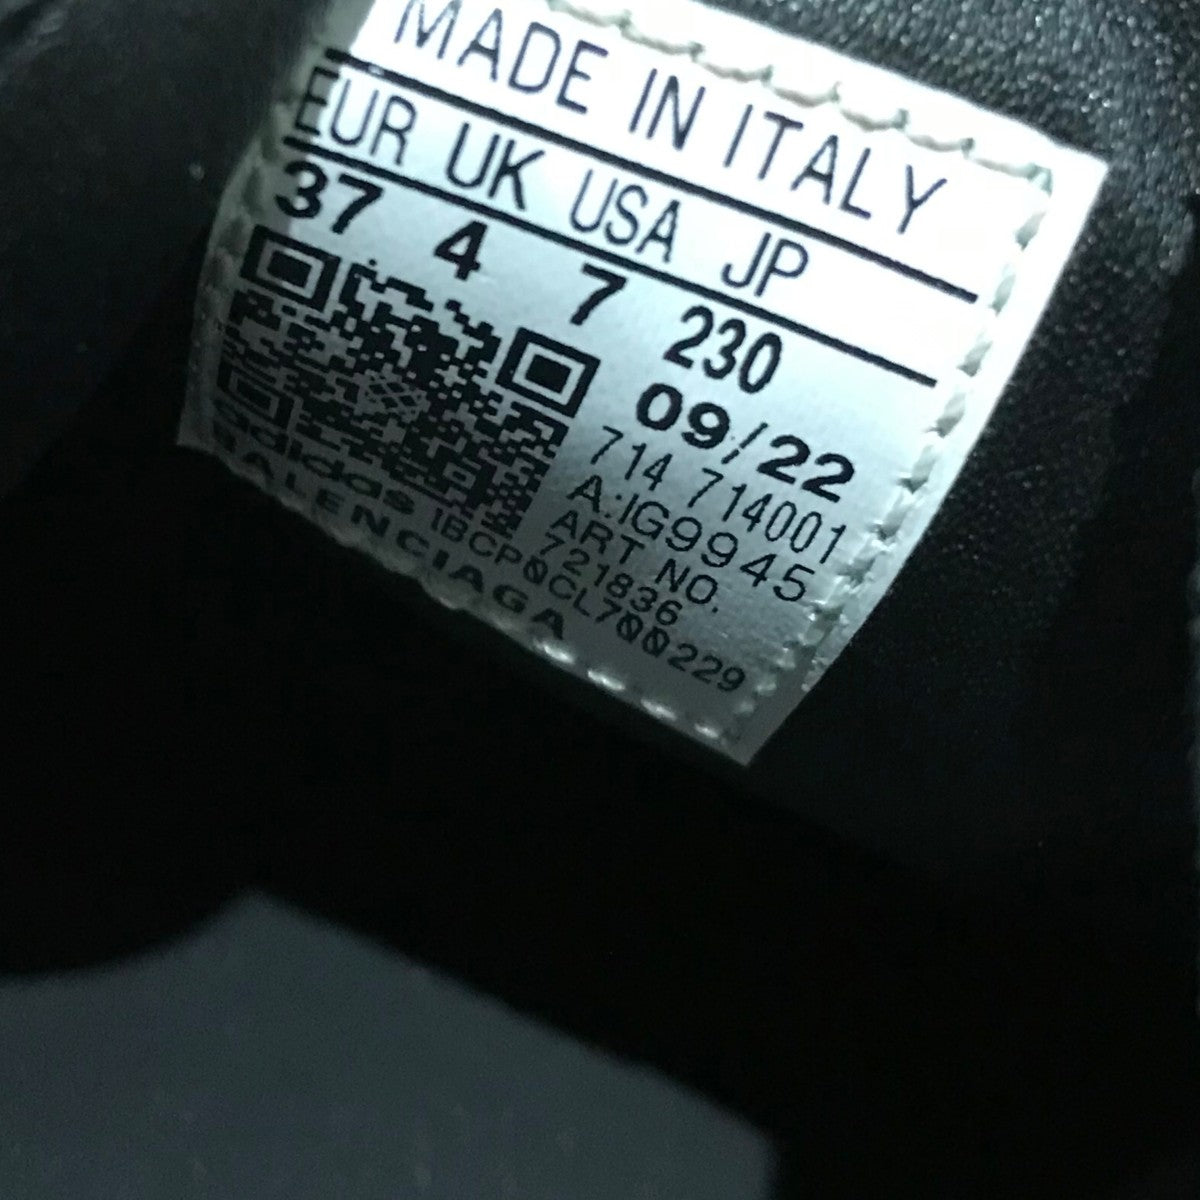 MADE IN ITALY
EUR UK USA JP
37 4 7 230
09/22
714 714001
A:IG9945
ART NO.
721836
IBCP0CL700229
adidas
BALENCIAGA